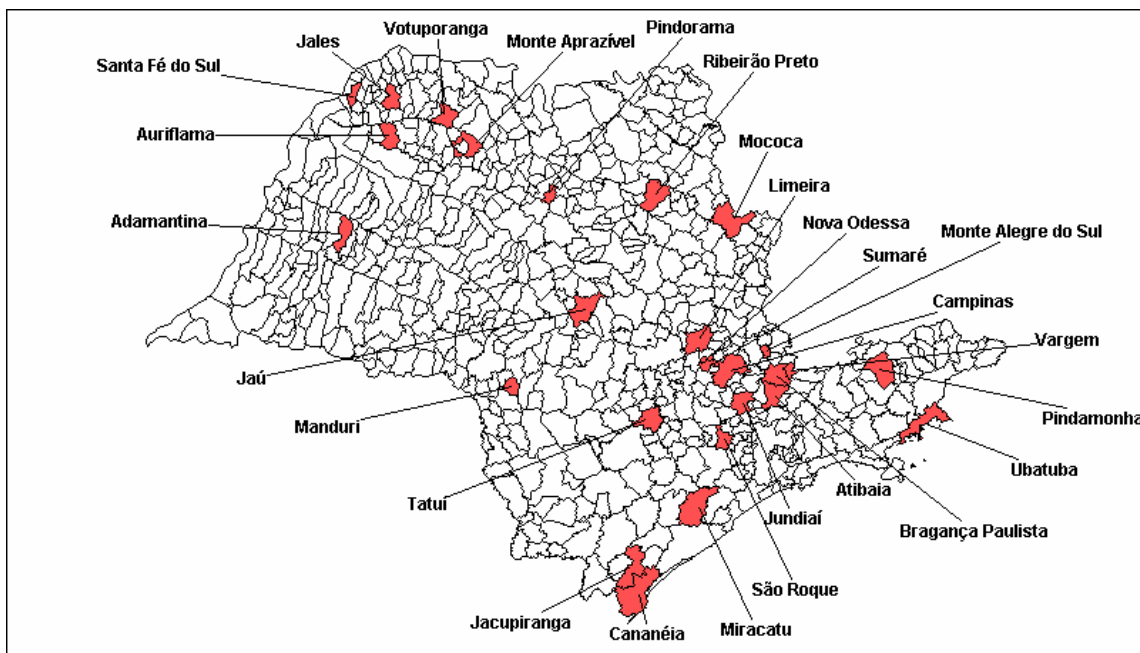 Pindorama
Votuporanga
Jales
Monte Aprazível
Ribeirão Preto
Santa Fé do Sul
Auriflama
Mococa
Limeira
Adamantina
Nova Odessa
Monte Alegre do Sul
Sumaré
Campinas
Vargem
Jaú
Manduri
Pindamonha
Ubatuba
Atibaia
Tatuí
Jundiaí
Bragança Paulista
São Roque
Jacupiranga
Cananéia
Miracatu